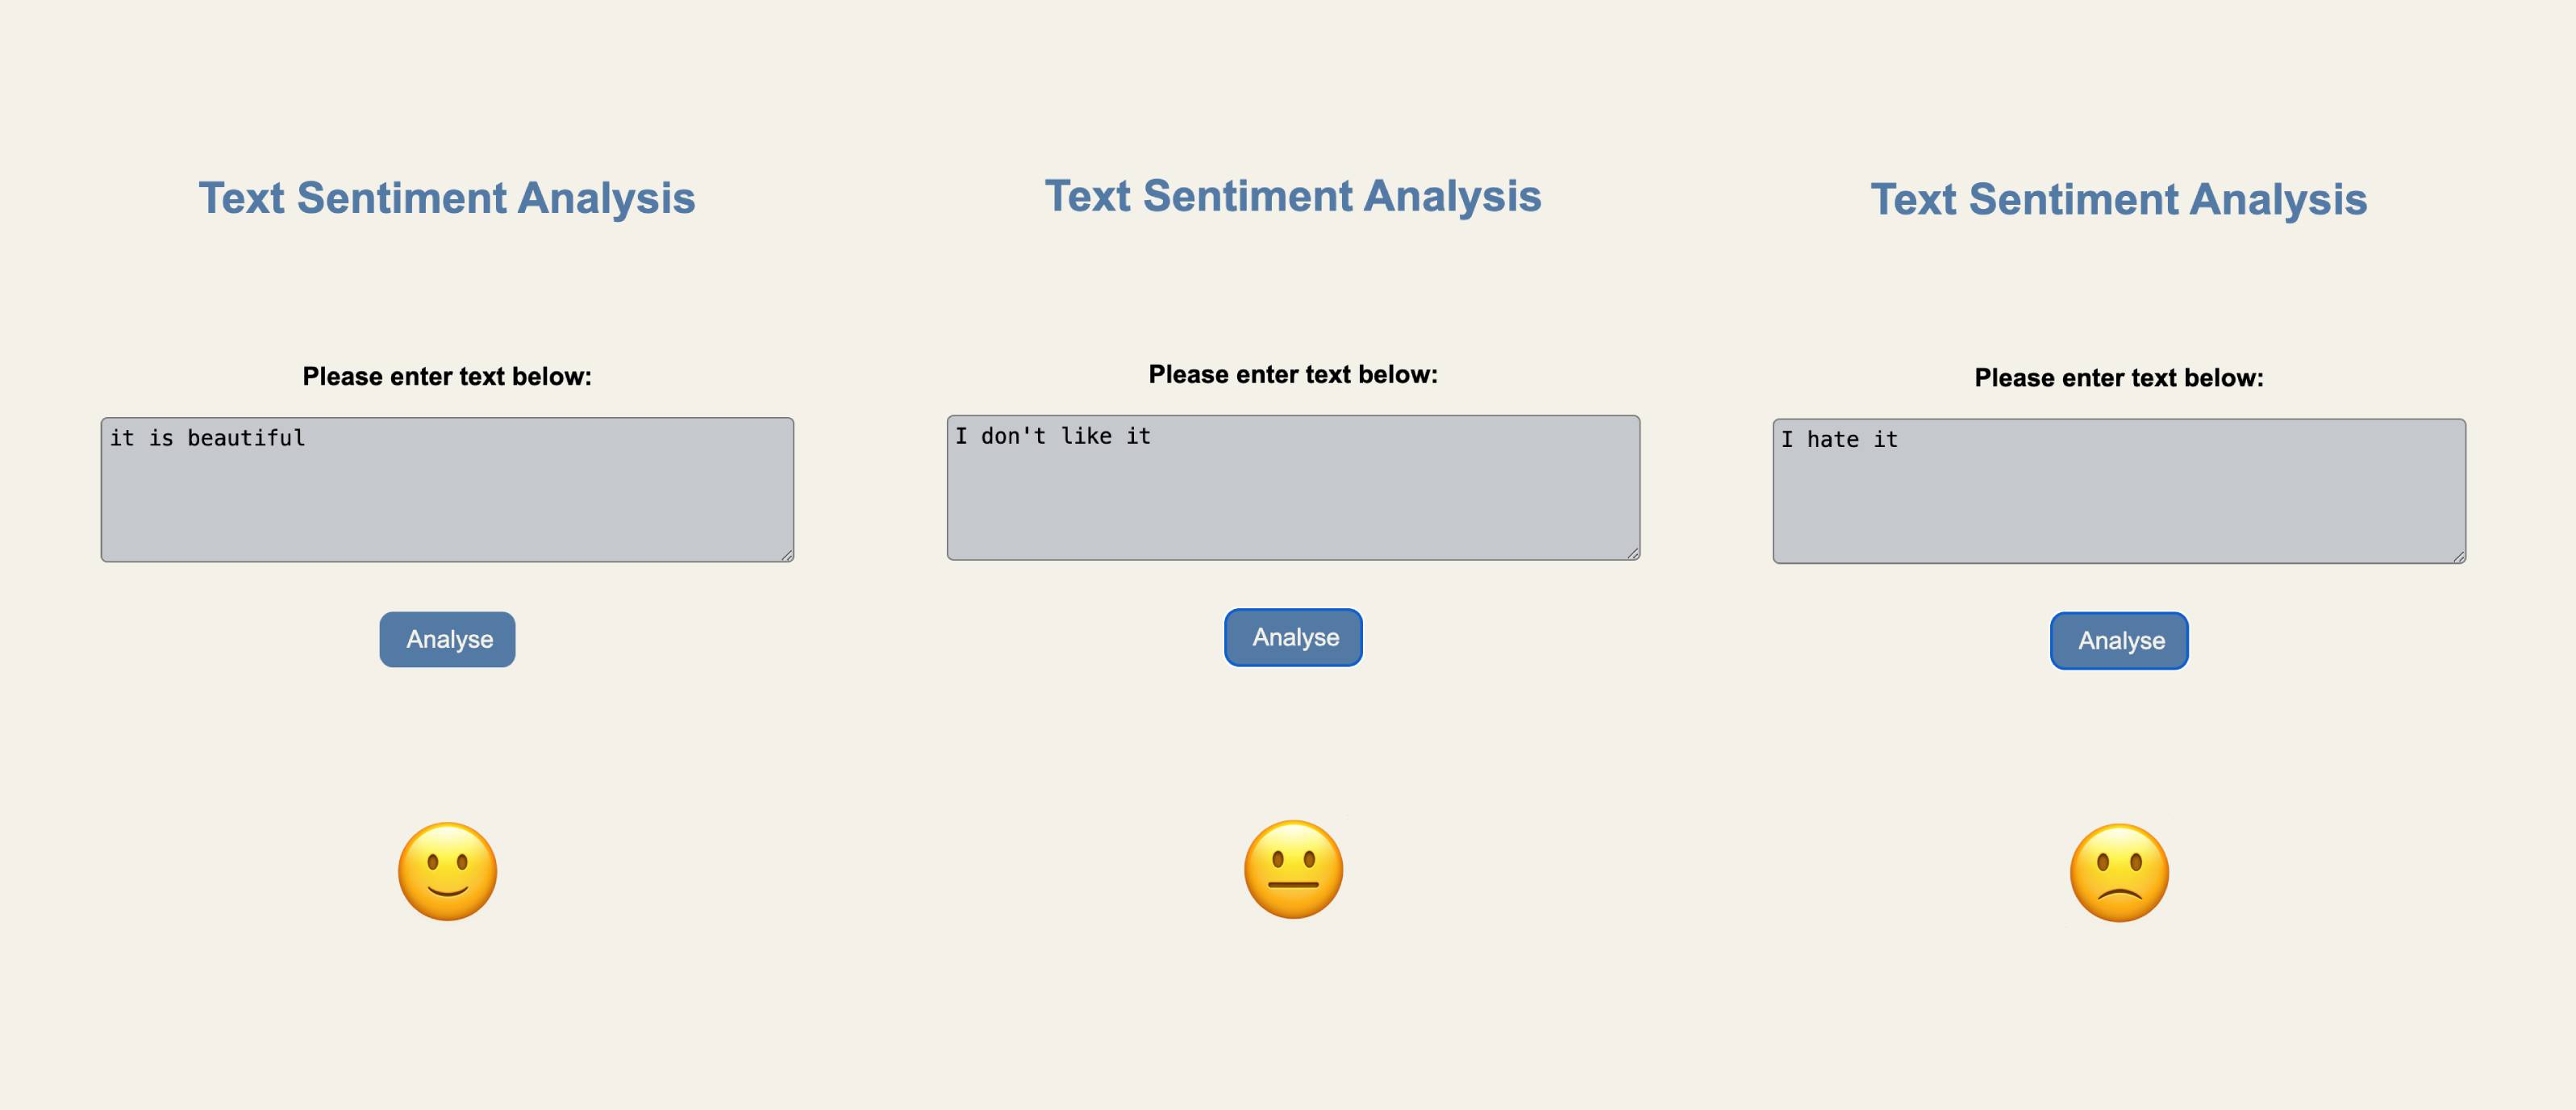 Text Sentiment Analysis
Please enter text below:
it is beautiful
Analyse
Text Sentiment Analysis
Please enter text below:
I don't like it
Analyse
Text Sentiment Analysis
Please enter text below:
I hate it
Analyse